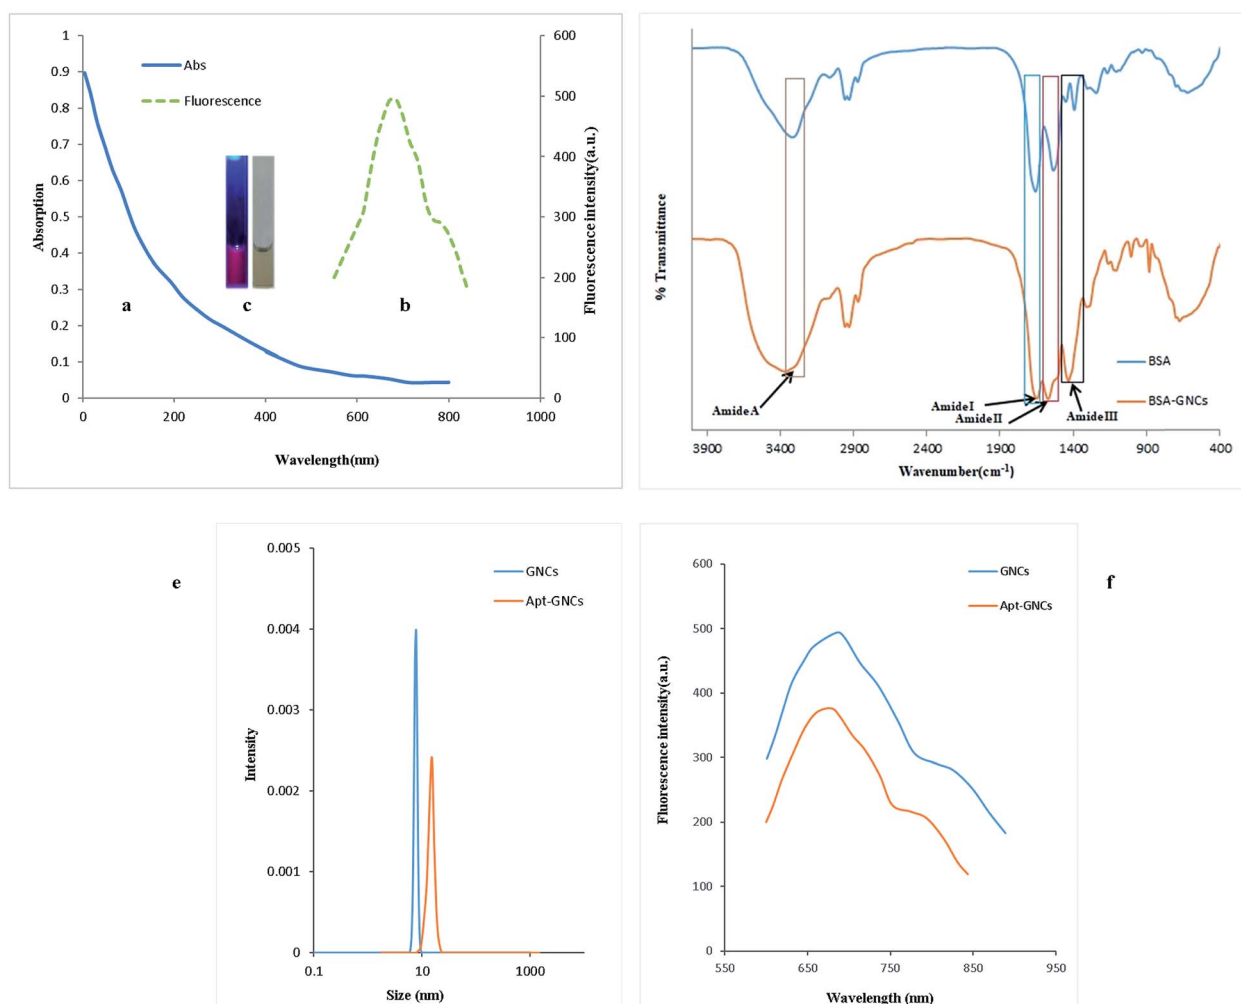 1
0.9
0.8
0.7
0.6
0.5
0.4
0.3
0.2
0.1
0
Absorption
Abs
Fluorescence
a
c
b
600
500
400
300
200
100
0
Fluorescence intensity(a.u.)
0 200 400 600 800 1000
Wavelength(nm)
% Transmittance
BSA
BSA-GNCs
Amide A
Amide I
Amide II
Amide III
3900 3400 2900 2400 1900 1400 900 400
Wavenumber(cm-1)
e
0.005
0.004
0.003
0.002
0.001
0
Intensity
GNCs
Apt-GNCs
0.1 10 1000
Size (nm)
f
600
500
400
300
200
100
0
Fluorescence intensity(a.u.)
GNCs
Apt-GNCs
550 650 750 850 950
Wavelength (nm)